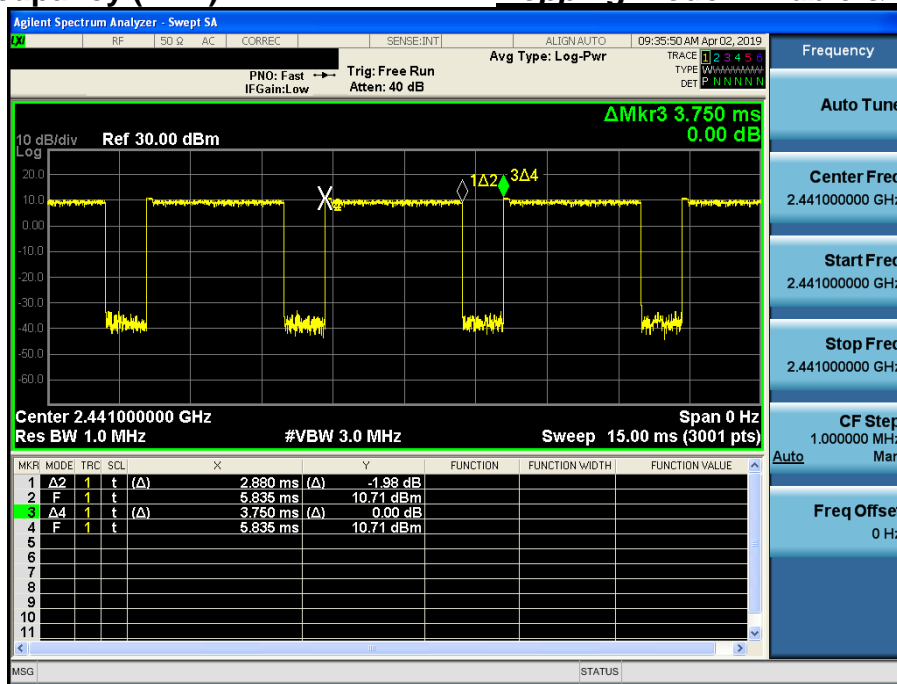 Agilent Spectrum Analyzer - Swept SA
LXI RF 50 Ω AC CORREC SENSE:INT ALIGNAUTO 09:35:50 AM Apr 02, 2019
PNO: Fast
IFGain:Low
Trig: Free Run
Atten: 40 dB
Avg Type: Log-Pwr
TRACE 1 2 3 4 5 6
TYPE WWWWWW
DET P N N N N N
ΔMkr3 3.750 ms
0.00 dB
10 dB/div Ref 30.00 dBm
Log
20.0
10.0
0.00
-10.0
-20.0
-30.0
-40.0
-50.0
-60.0
1Δ2 3Δ4
Center 2.441000000 GHz Span 0 Hz
Res BW 1.0 MHz #VBW 3.0 MHz Sweep 15.00 ms (3001 pts)
MKR MODE TRC SCL X Y FUNCTION FUNCTION WIDTH FUNCTION VALUE
1 Δ2 1 t (Δ) 2.880 ms (Δ) -1.98 dB
2 F 1 t 5.835 ms 10.71 dBm
3 Δ4 1 t (Δ) 3.750 ms (Δ) 0.00 dB
4 F 1 t 5.835 ms 10.71 dBm
5
6
7
8
9
10
11
MSG STATUS
Frequency
Auto Tune
Center Freq
2.441000000 GHz
Start Freq
2.441000000 GHz
Stop Freq
2.441000000 GHz
CF Step
1.000000 MHz
Auto Man
Freq Offset
0 Hz